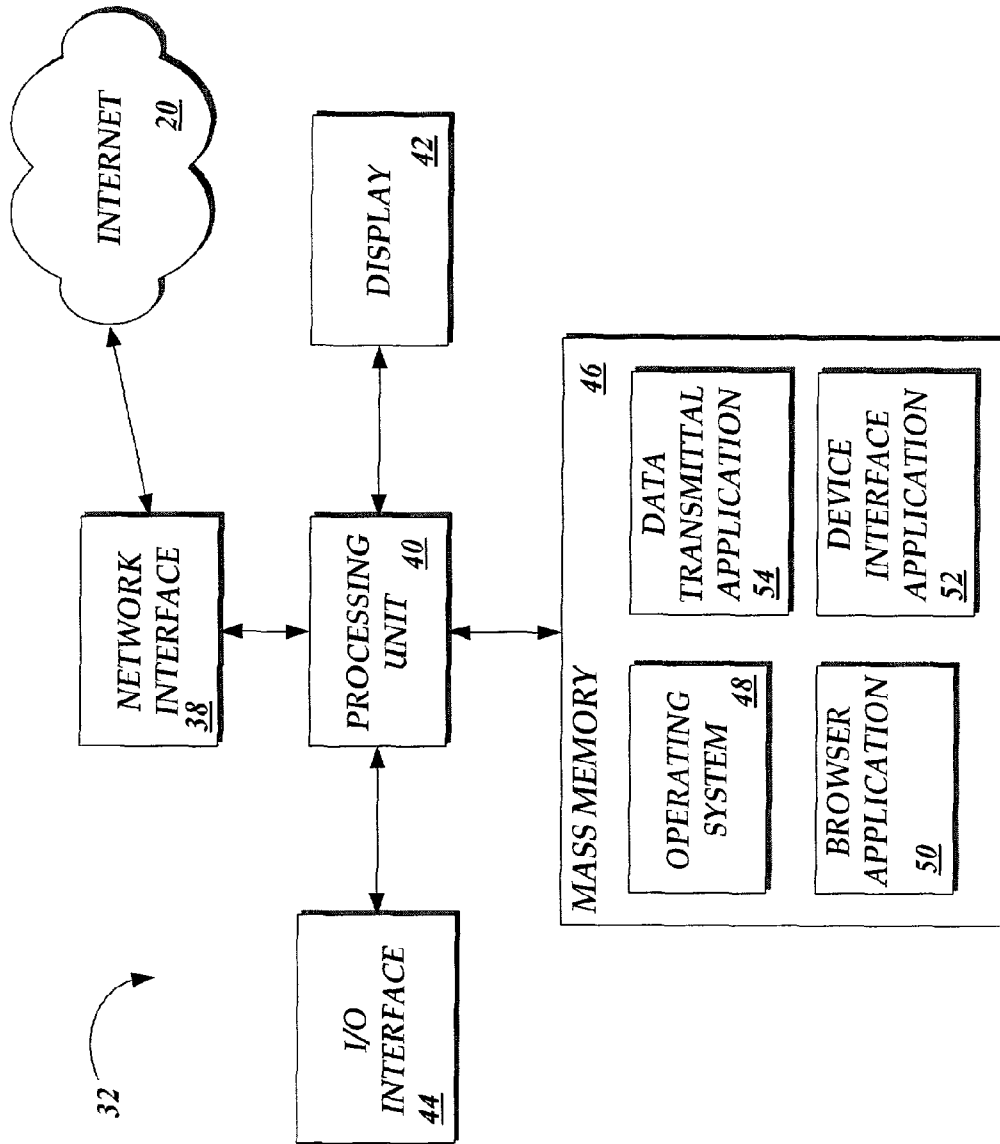 32
INTERNET
20
NETWORK
INTERFACE
38
I/O
INTERFACE
44
PROCESSING
UNIT
40
DISPLAY
42
MASS MEMORY
46
OPERATING
SYSTEM
48
DATA
TRANSMITTAL
APPLICATION
54
BROWSER
APPLICATION
50
DEVICE
INTERFACE
APPLICATION
52